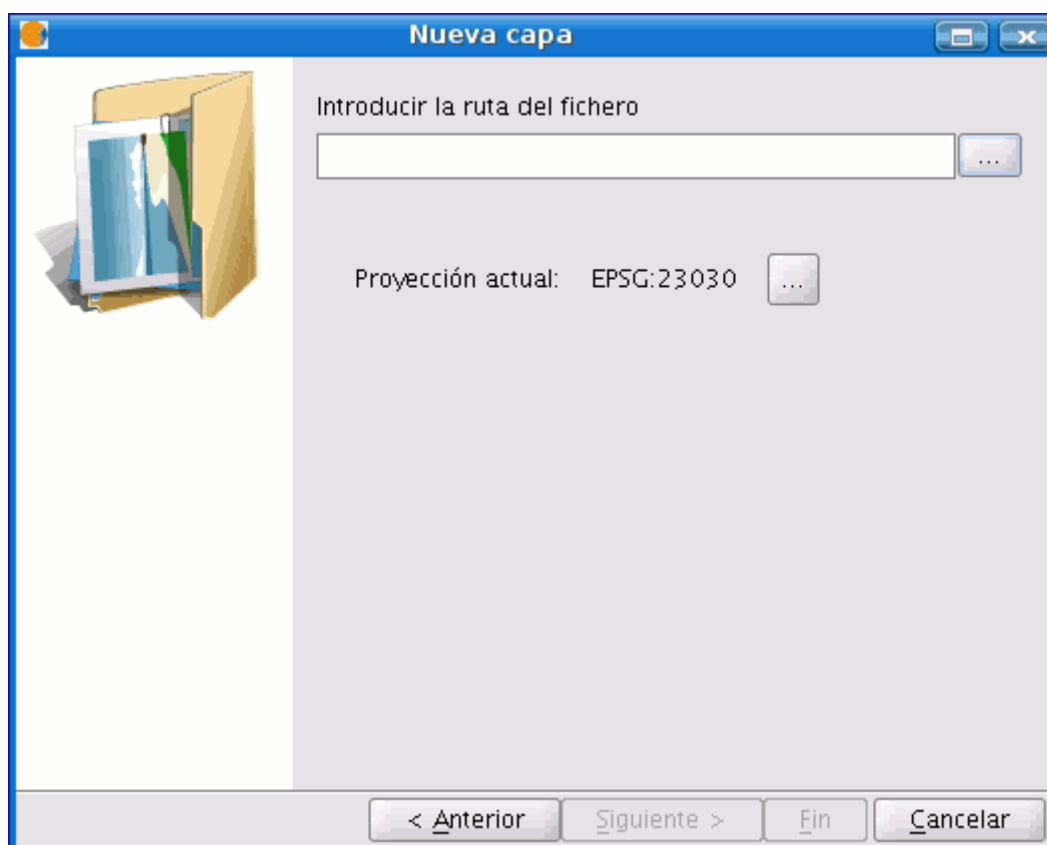 Nueva capa
Introducir la ruta del fichero
...
Proyección actual: EPSG:23030 ...
< Anterior Siguiente > Fin Cancelar